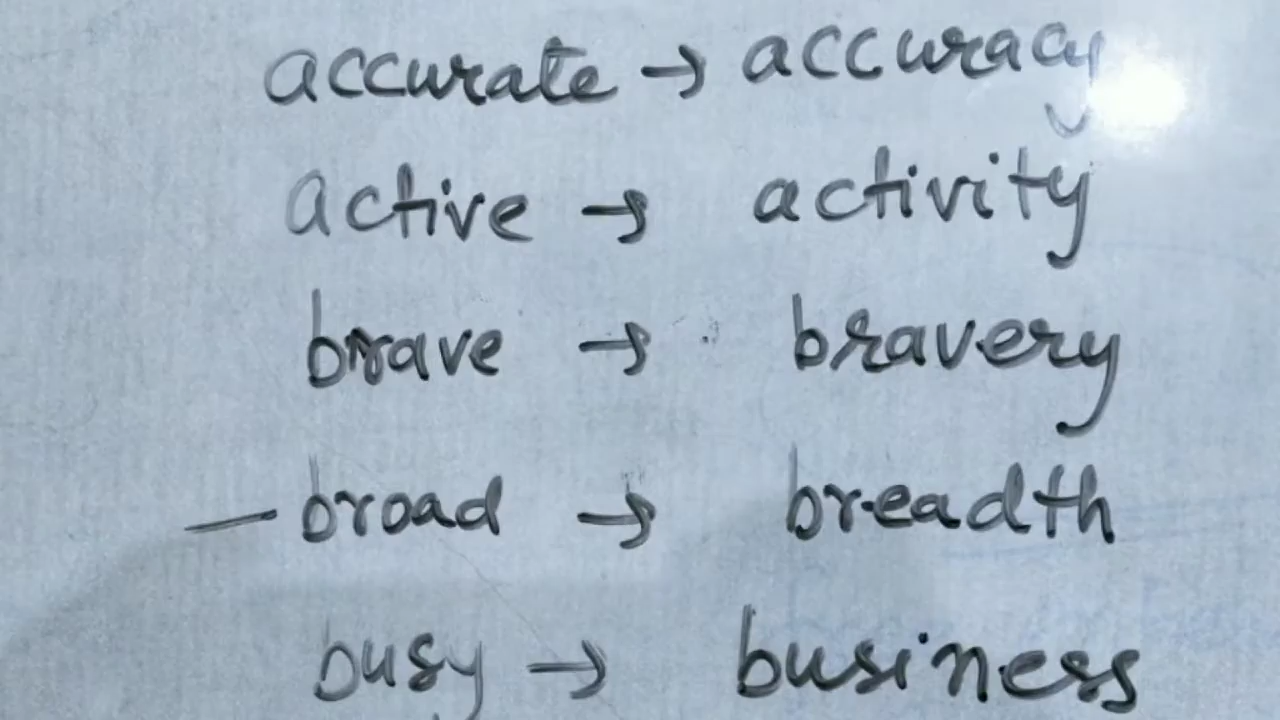 accurate → accuracy
active → activity
brave → bravery
— broad → breadth
busy → business